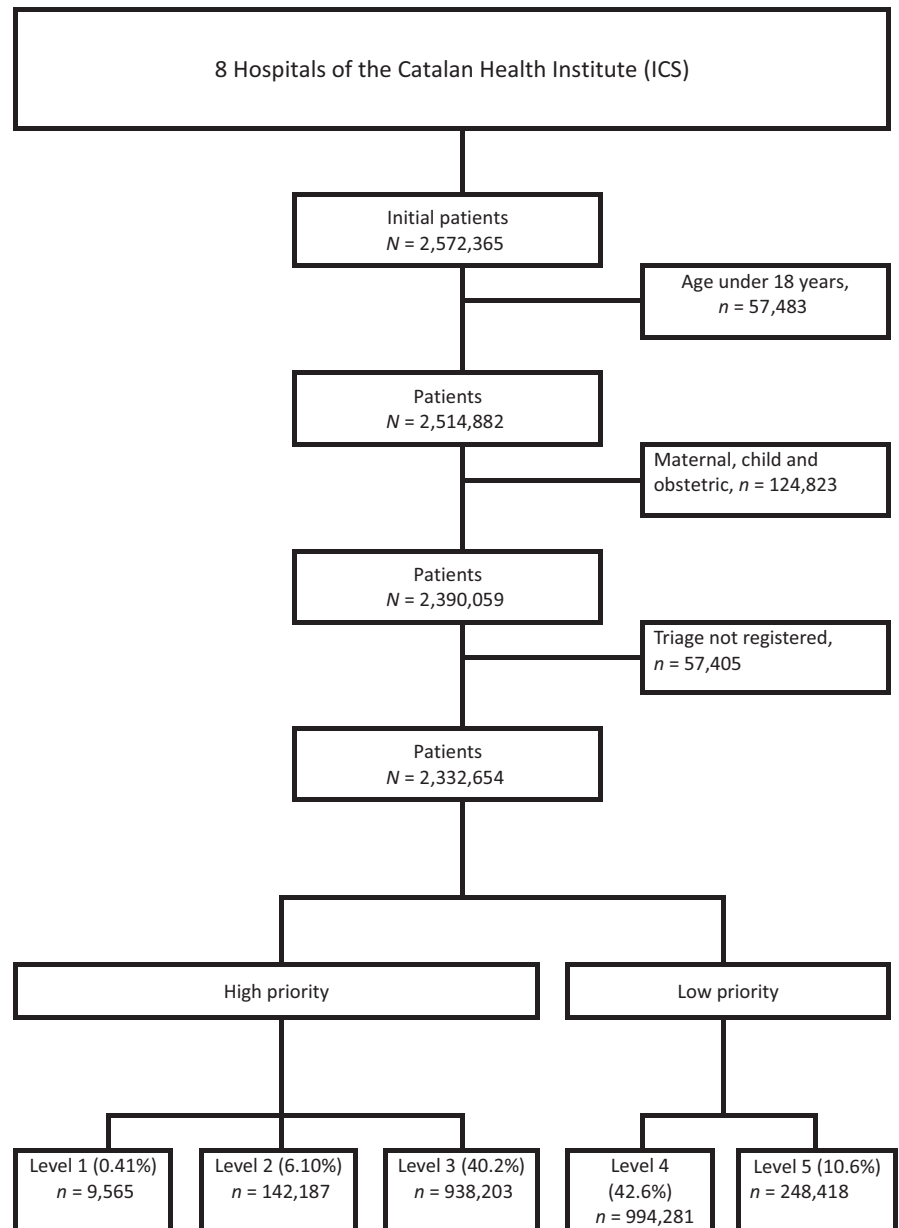 8 Hospitals of the Catalan Health Institute (ICS)
Initial patients
N = 2,572,365
Age under 18 years,
n = 57,483
Patients
N = 2,514,882
Maternal, child and
obstetric, n = 124,823
Patients
N = 2,390,059
Triage not registered,
n = 57,405
Patients
N = 2,332,654
High priority
Low priority
Level 1 (0.41%)
n = 9,565
Level 2 (6.10%)
n = 142,187
Level 3 (40.2%)
n = 938,203
Level 4
(42.6%)
n = 994,281
Level 5 (10.6%)
n = 248,418